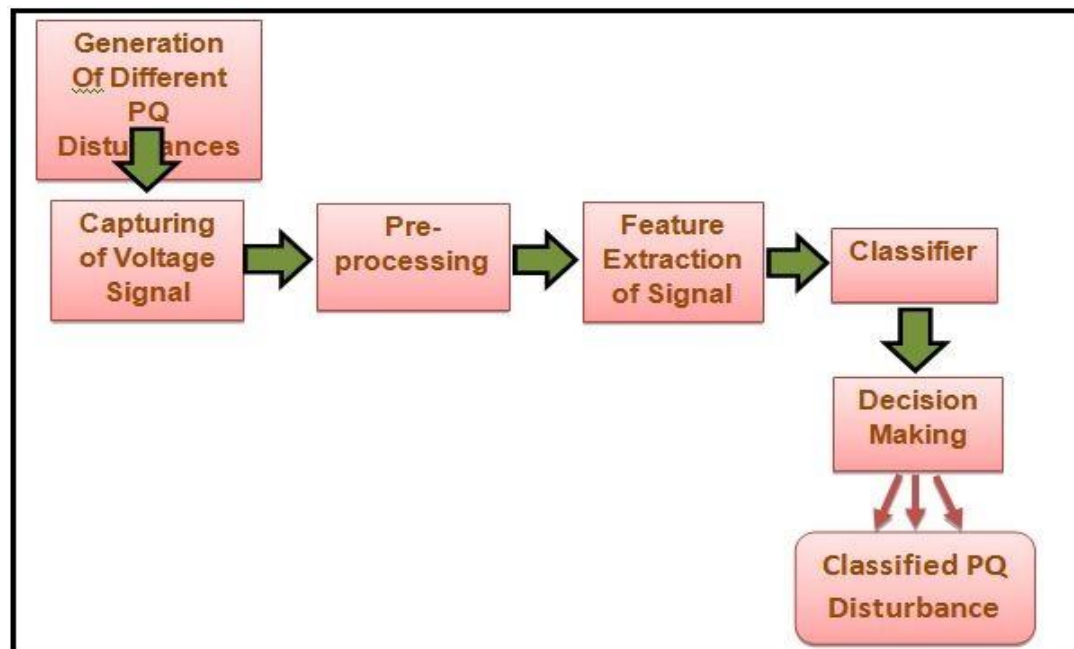 Generation
Of Different
PQ
Disturbances
Capturing
of Voltage
Signal
Pre-
processing
Feature
Extraction
of Signal
Classifier
Decision
Making
Classified PQ
Disturbance